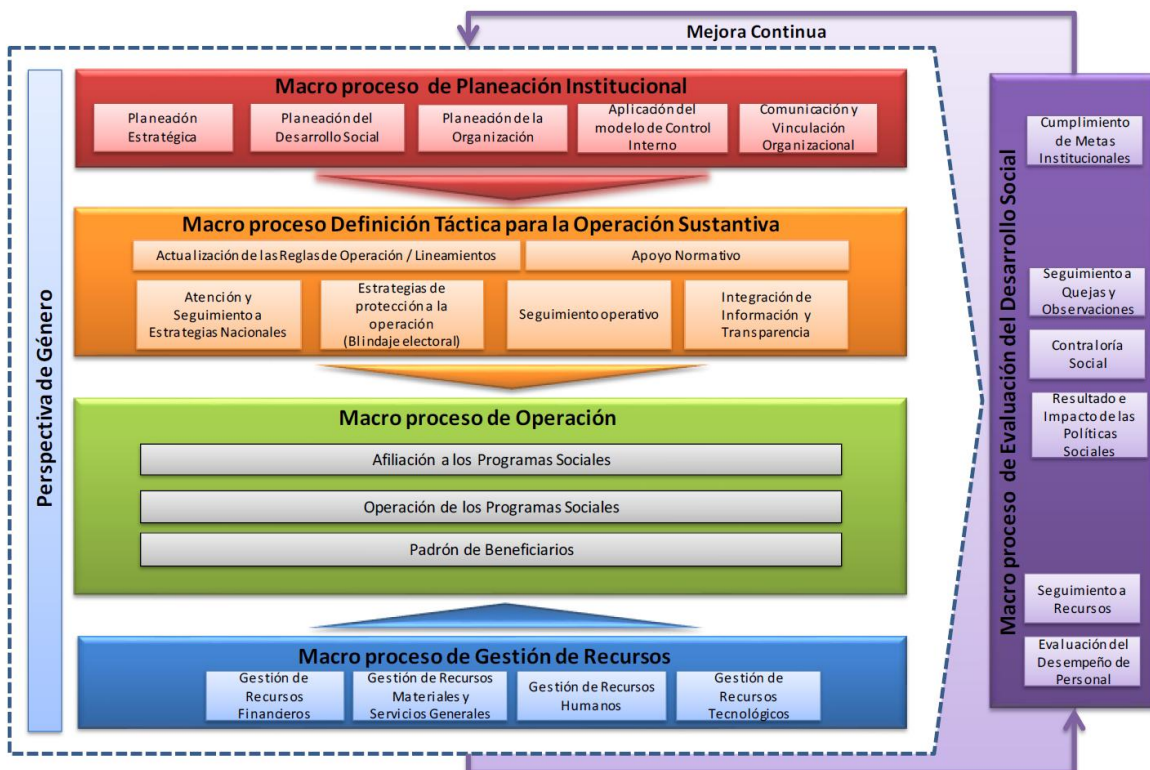 Mejora Continua
Perspectiva de Género
Macro proceso de Planeación Institucional
Planeación
Estratégica
Planeación del
Desarrollo Social
Planeación de la
Organización
Aplicación del
modelo de Control
Interno
Comunicación y
Vinculación
Organizacional
Macro proceso Definición Táctica para la Operación Sustantiva
Actualización de las Reglas de Operación / Lineamientos
Apoyo Normativo
Atención y
Seguimiento a
Estrategias Nacionales
Estrategias de
protección a la
operación
(Blindaje electoral)
Seguimiento operativo
Integración de
Información y
Transparencia
Macro proceso de Operación
Afiliación a los Programas Sociales
Operación de los Programas Sociales
Padrón de Beneficiarios
Macro proceso de Gestión de Recursos
Gestión de
Recursos
Financieros
Gestión de Recursos
Materiales y
Servicios Generales
Gestión de Recursos
Humanos
Gestión de
Recursos
Tecnológicos
Macro proceso de Evaluación del Desarrollo Social
Cumplimiento
de Metas
Institucionales
Seguimiento a
Quejas y
Observaciones
Contraloría
Social
Resultado e
Impacto de las
Políticas
Sociales
Seguimiento a
Recursos
Evaluación del
Desempeño de
Personal